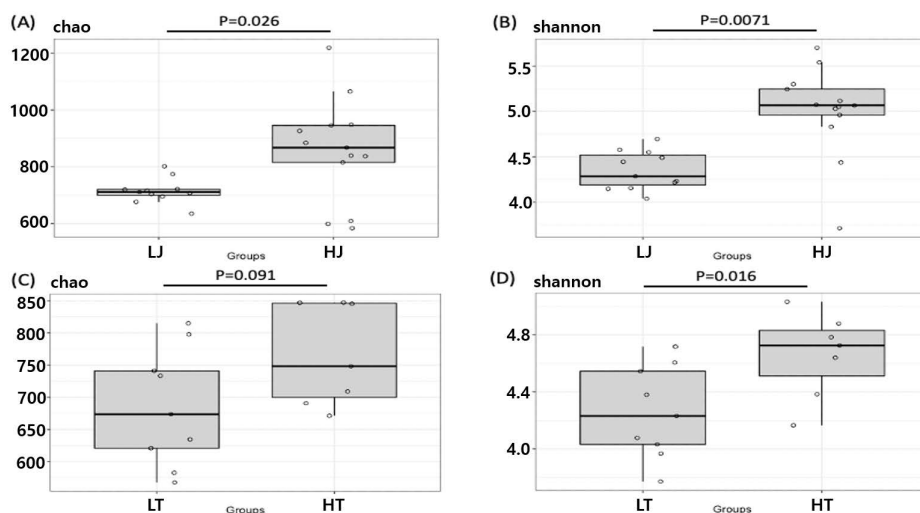 (A) chao P=0.026
1200
1000
800
600
LJ Groups HJ
(B) shannon P=0.0071
5.5
5.0
4.5
4.0
LJ Groups HJ
(C) chao P=0.091
850
800
750
700
650
600
LT Groups HT
(D) shannon P=0.016
4.8
4.4
4.0
LT Groups HT